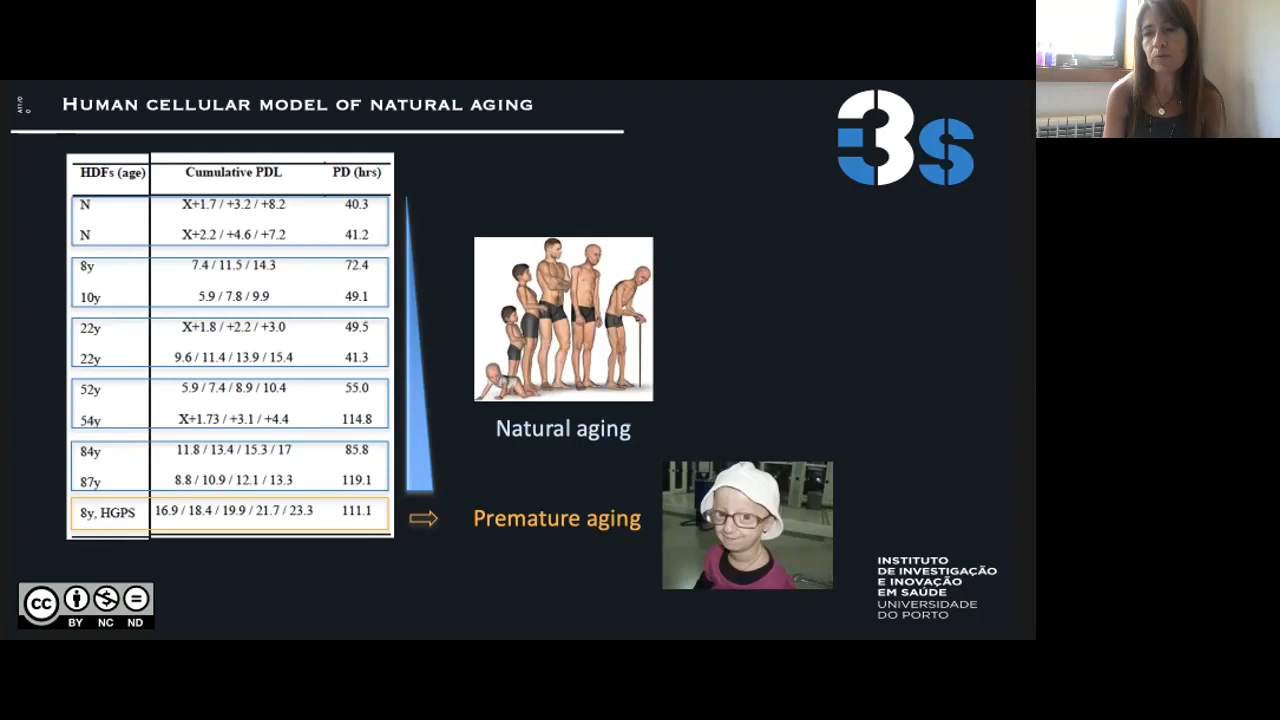 HUMAN CELLULAR MODEL OF NATURAL AGING
3s
HDFs (age) Cumulative PDL PD (hrs)
N X+1.7 / +3.2 / +8.2 40.3
N X+2.2 / +4.6 / +7.2 41.2
8y 7.4 / 11.5 / 14.3 72.4
10y 5.9 / 7.8 / 9.9 49.1
22y X+1.8 / +2.2 / +3.0 49.5
22y 9.6 / 11.4 / 13.9 / 15.4 41.3
52y 5.9 / 7.4 / 8.9 / 10.4 55.0
54y X+1.73 / +3.1 / +4.4 114.8
84y 11.8 / 13.4 / 15.3 / 17 85.8
87y 8.8 / 10.9 / 12.1 / 13.3 119.1
8y, HGPS 16.9 / 18.4 / 19.9 / 21.7 / 23.3 111.1
Natural aging
Premature aging
INSTITUTO
DE INVESTIGAÇÃO
E INOVAÇÃO
EM SAÚDE
UNIVERSIDADE
DO PORTO
CC
BY NC ND